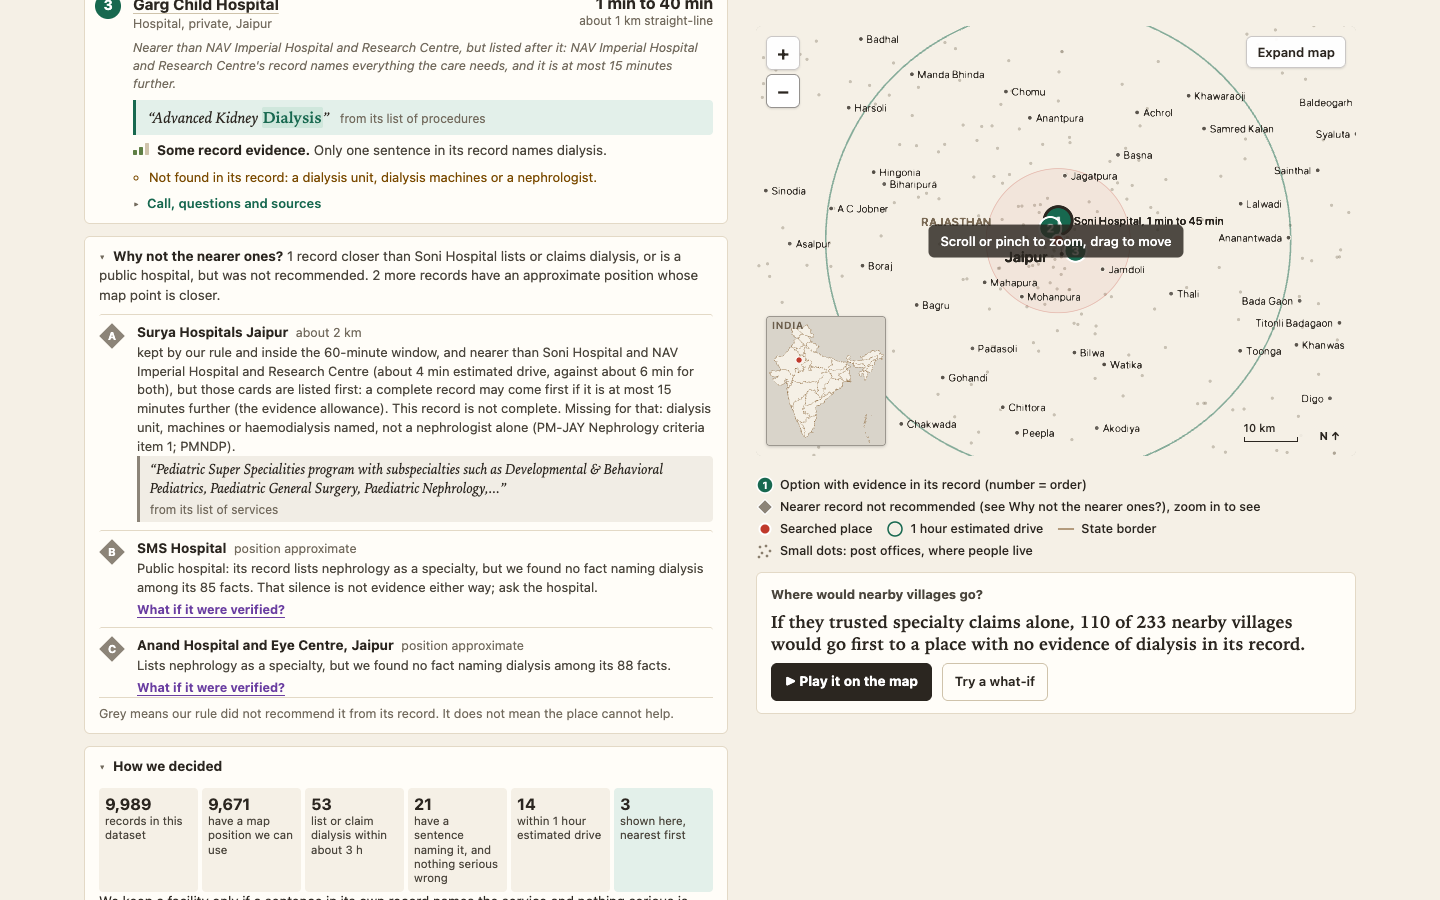 3 Garg Child Hospital
1 min to 40 min
Hospital, private, Jaipur
about 1 km straight-line
Nearer than NAV Imperial Hospital and Research Centre, but listed after it: NAV Imperial Hospital
and Research Centre's record names everything the care needs, and it is at most 15 minutes
further.
“Advanced Kidney Dialysis” from its list of procedures
Some record evidence. Only one sentence in its record names dialysis.
Not found in its record: a dialysis unit, dialysis machines or a nephrologist.
Call, questions and sources
Why not the nearer ones? 1 record closer than Soni Hospital lists or claims dialysis, or is a
public hospital, but was not recommended. 2 more records have an approximate position whose
map point is closer.
A Surya Hospitals Jaipur about 2 km
kept by our rule and inside the 60-minute window, and nearer than Soni Hospital and NAV
Imperial Hospital and Research Centre (about 4 min estimated drive, against about 6 min for
both), but those cards are listed first: a complete record may come first if it is at most 15
minutes further (the evidence allowance). This record is not complete. Missing for that: dialysis
unit, machines or haemodialysis named, not a nephrologist alone (PM-JAY Nephrology criteria
item 1; PMNDP).
“Pediatric Super Specialities program with subspecialties such as Developmental & Behavioral
Pediatrics, Paediatric General Surgery, Paediatric Nephrology,...”
from its list of services
B SMS Hospital position approximate
Public hospital: its record lists nephrology as a specialty, but we found no fact naming dialysis
among its 85 facts. That silence is not evidence either way; ask the hospital.
What if it were verified?
C Anand Hospital and Eye Centre, Jaipur position approximate
Lists nephrology as a specialty, but we found no fact naming dialysis among its 88 facts.
What if it were verified?
Grey means our rule did not recommend it from its record. It does not mean the place cannot help.
How we decided
9,989
records in this
dataset
9,671
have a map
position we can
use
53
list or claim
dialysis within
about 3 h
21
have a
sentence
naming it, and
nothing serious
wrong
14
within 1 hour
estimated drive
3
shown here,
nearest first
We keep a facility only if a sentence in its own record names the service and nothing serious is
+
−
Expand map
Badhal
Manda Bhinda
Chomu
Khawaraoji
Baldeogarh
Harsoli
Anantpura
Achrol
Samred Kalan
Syaluta
Basna
Hingonia
Biharipura
Jagatpura
Sainthal
Sinodia
A C Jobner
RAJASTHAN
Soni Hospital, 1 min to 45 min
Lalwadi
Asalpur
Scroll or pinch to zoom, drag to move
Ananantwada
Jaipur
Boraj
Jamdoli
Mahapura
Mohanpura
Thali
Bagru
Bada Gaon
INDIA
Titorili Badagaon
Padasoli
Bilwa
Toonga
Khanwas
Watika
Gohandi
Digo
Chittora
Chakwada
Peepla
Akodiya
10 km
N ↑
1 Option with evidence in its record (number = order)
Nearer record not recommended (see Why not the nearer ones?), zoom in to see
Searched place 1 hour estimated drive State border
Small dots: post offices, where people live
Where would nearby villages go?
If they trusted specialty claims alone, 110 of 233 nearby villages
would go first to a place with no evidence of dialysis in its record.
Play it on the map
Try a what-if